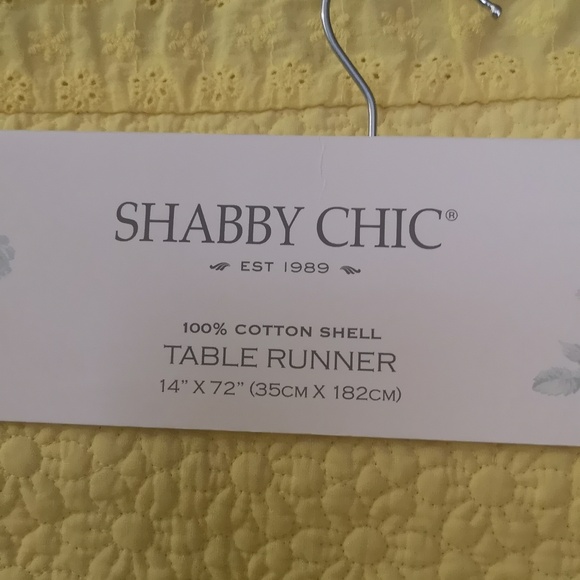 SHABBY CHIC®
EST 1989
100% COTTON SHELL
TABLE RUNNER
14” X 72” (35CM X 182CM)